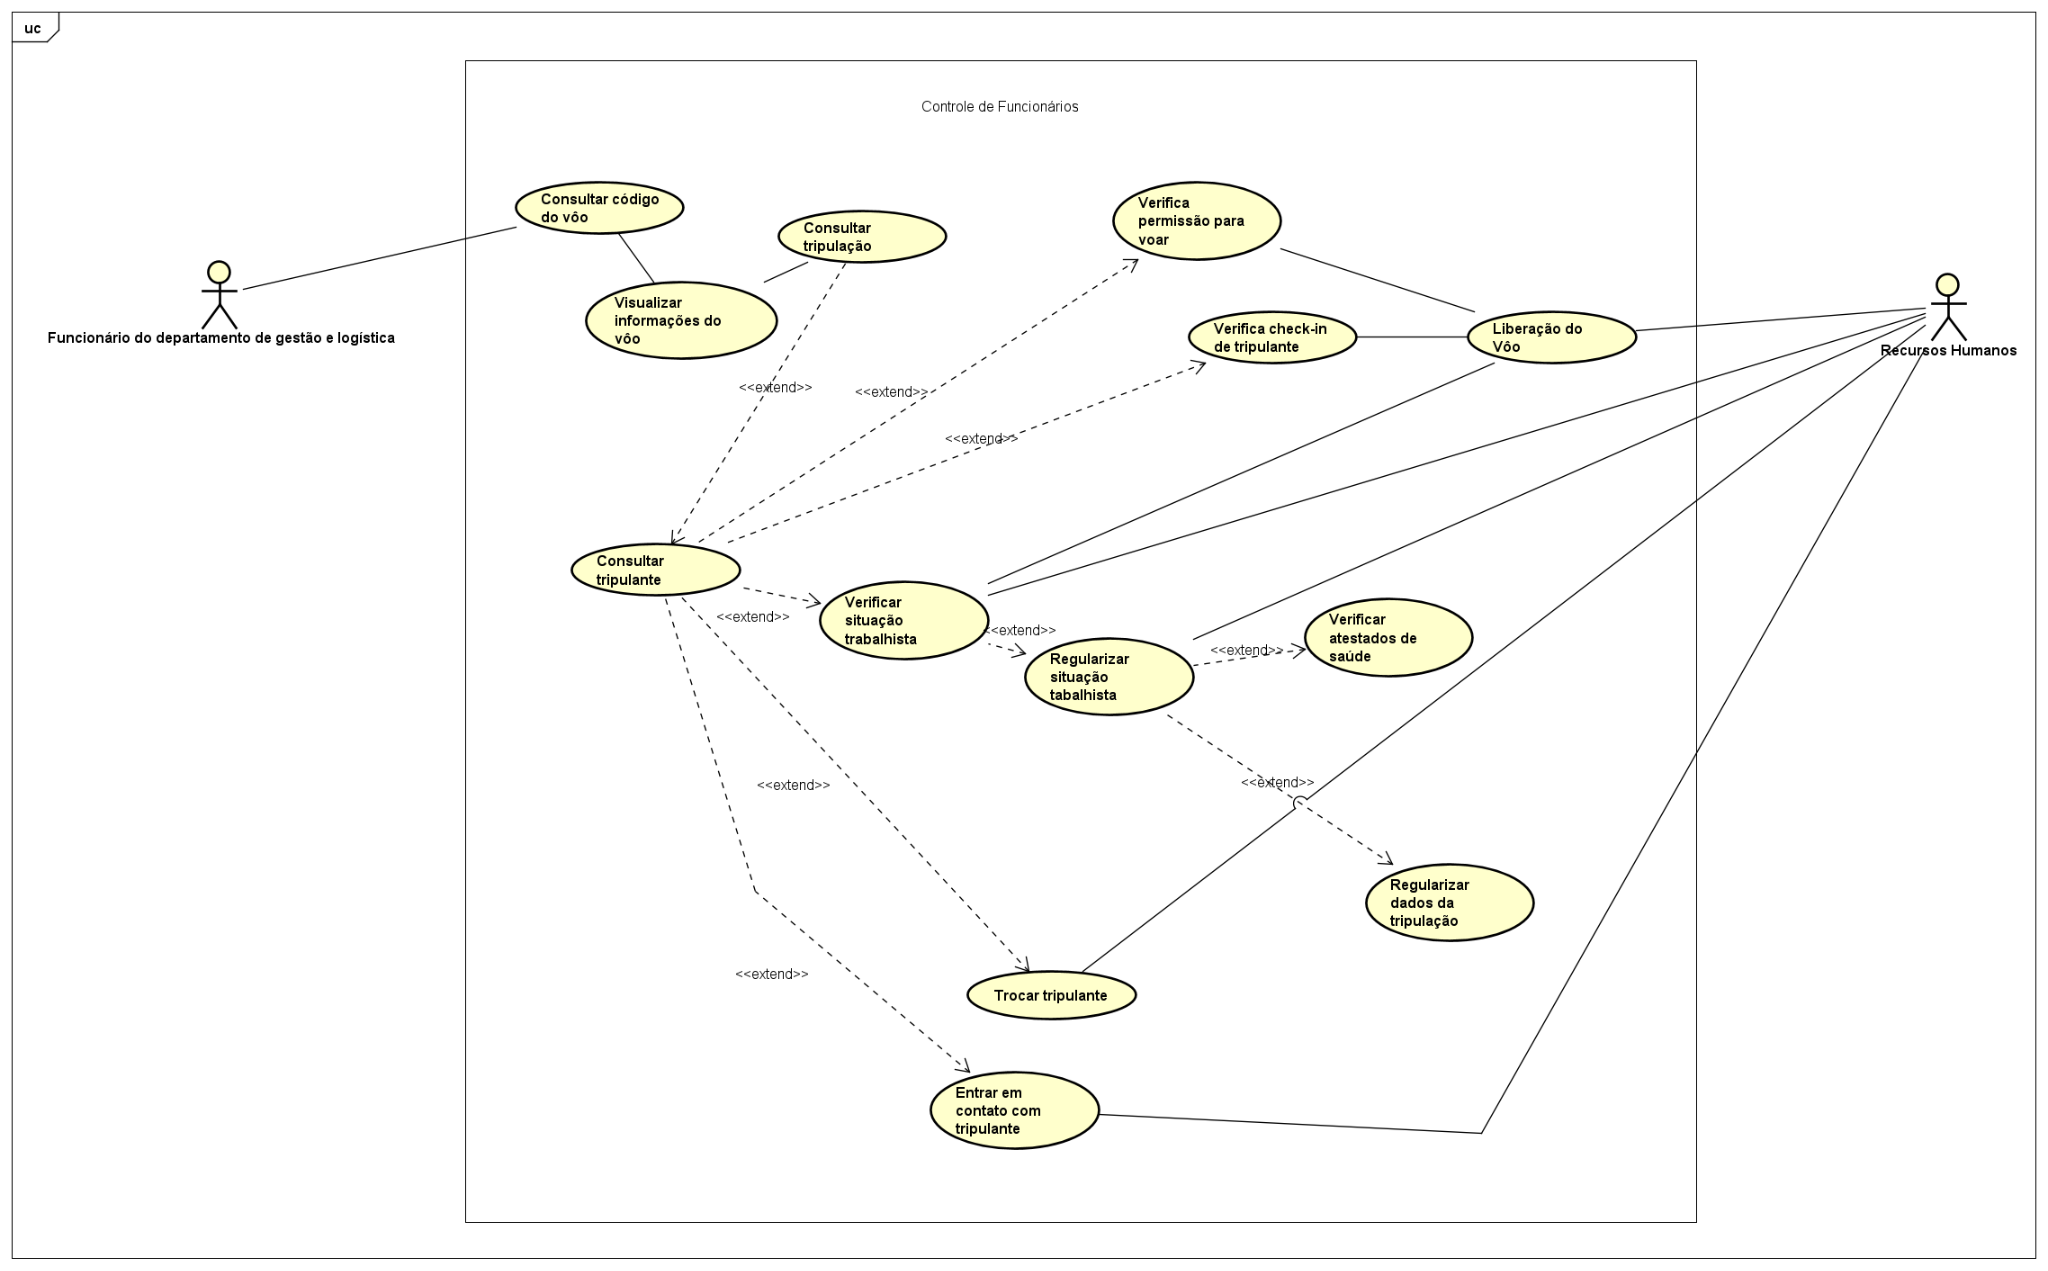 uc
Controle de Funcionários
Consultar código
do vôo
Consultar
tripulação
Verifica
permissão para
voar
Funcionário do departamento de gestão e logística
Visualizar
informações do
vôo
Verifica check-in
de tripulante
Liberação do
Vôo
Recursos Humanos
<<extend>>
<<extend>>
<<extend>>
Consultar
tripulante
<<extend>>
Verificar
situação
trabalhista
<<extend>>
Regularizar
situação
tabalhista
<<extend>>
Verificar
atestados de
saúde
<<extend>>
<<extend>>
Regularizar
dados da
tripulação
<<extend>>
Trocar tripulante
Entrar em
contato com
tripulante